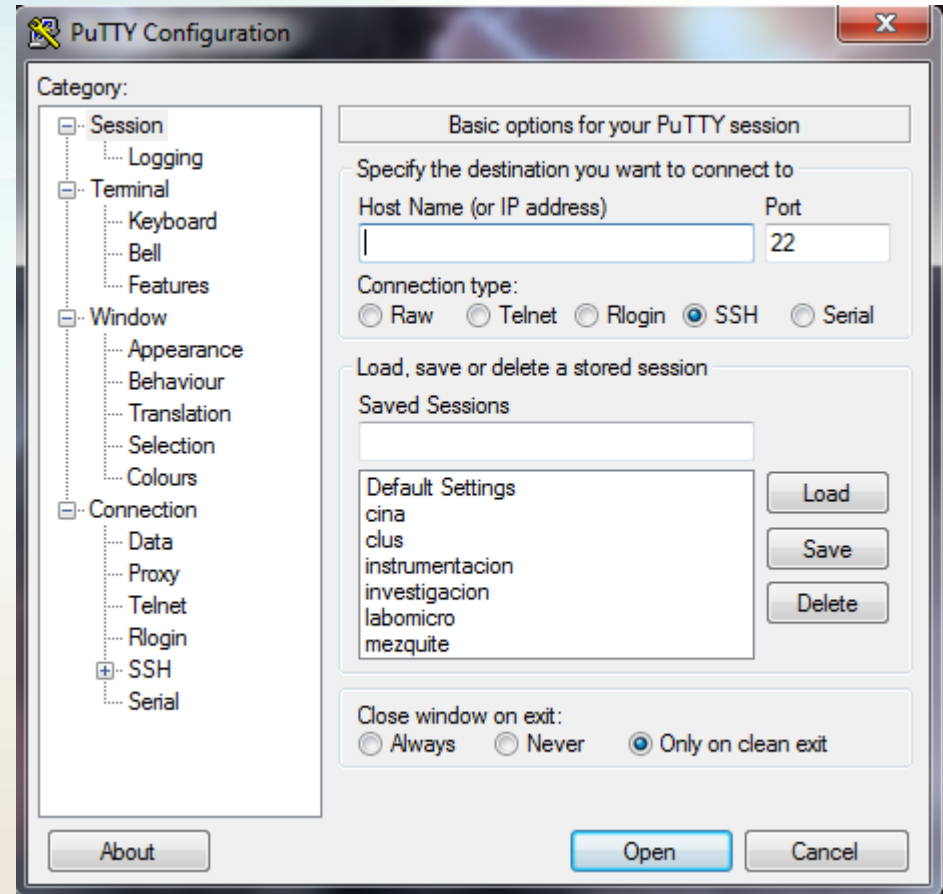 PuTTY Configuration
Category:
Session
Logging
Terminal
Keyboard
Bell
Features
Window
Appearance
Behaviour
Translation
Selection
Colours
Connection
Data
Proxy
Telnet
Rlogin
SSH
Serial
Basic options for your PuTTY session
Specify the destination you want to connect to
Host Name (or IP address) Port
22
Connection type:
Raw Telnet Rlogin SSH Serial
Load, save or delete a stored session
Saved Sessions
Default Settings
cina
clus
instrumentacion
investigacion
labomicro
mezquite
Load
Save
Delete
Close window on exit:
Always Never Only on clean exit
About Open Cancel